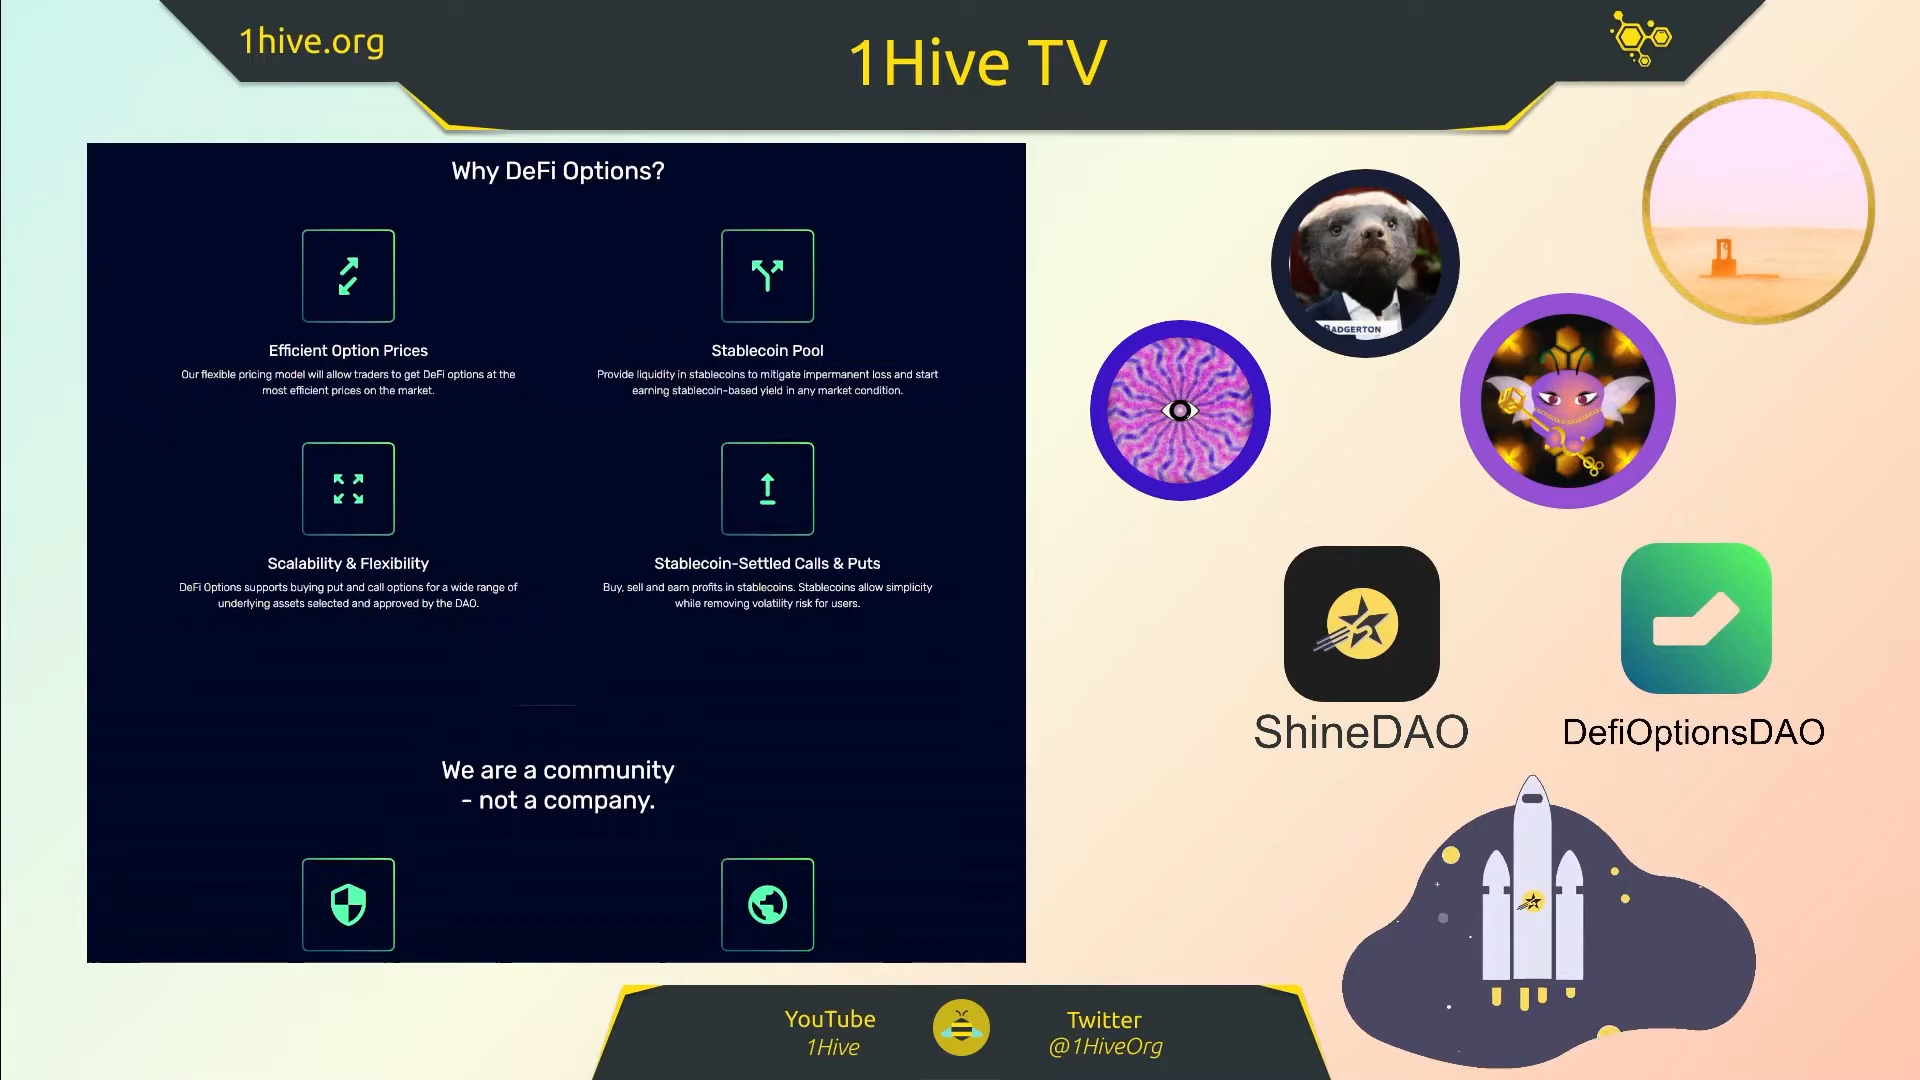 1hive.org
1Hive TV
Why DeFi Options?
Efficient Option Prices
Our flexible pricing model will allow traders to get DeFi options at the
most efficient prices on the market.
Stablecoin Pool
Provide liquidity in stablecoins to mitigate impermanent loss and start
earning stablecoin-based yield in any market condition.
Scalability & Flexibility
DeFi Options supports buying put and call options for a wide range of
underlying assets selected and approved by the DAO.
Stablecoin-Settled Calls & Puts
Buy, sell and earn profits in stablecoins. Stablecoins allow simplicity
while removing volatility risk for users.
We are a community
- not a company.
BADGERTON
ShineDAO
DefiOptionsDAO
YouTube
1Hive
Twitter
@1HiveOrg